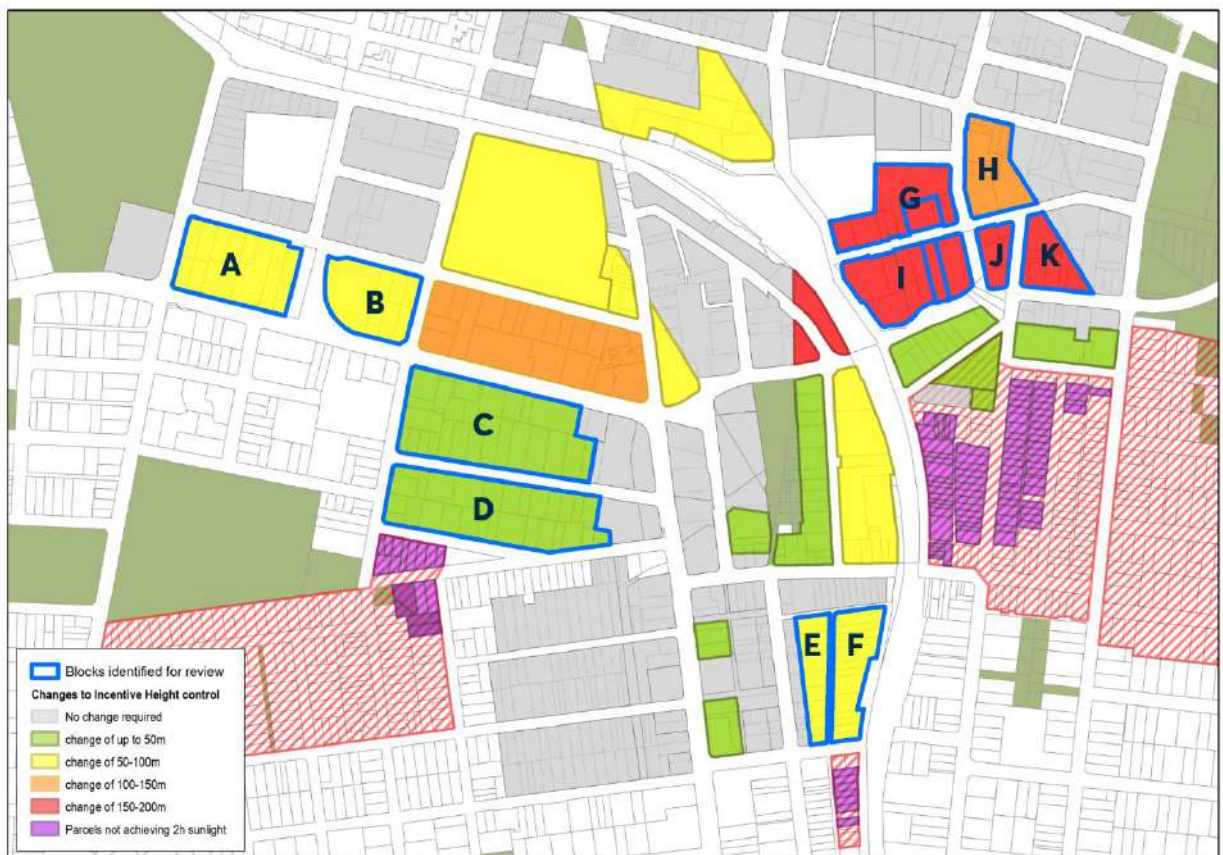 H
G
A
J
K
B
I
C
D
E
F
Blocks identified for review
Changes to Incentive Height control
No change required
change of up to 50m
change of 50-100m
change of 100-150m
change of 150-200m
Parcels not achieving 2h sunlight